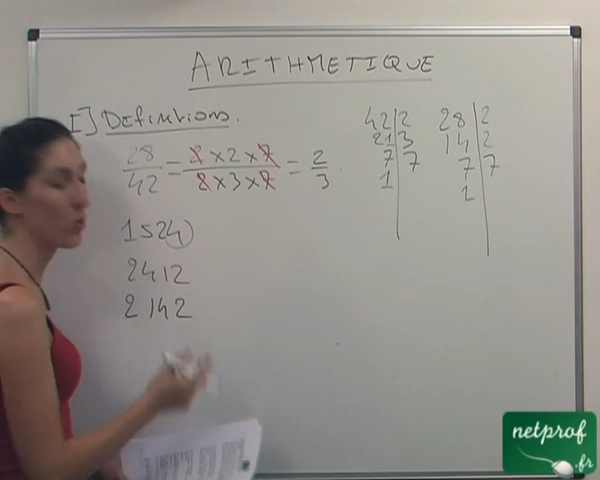 ARITHMETIQUE
I] Définitions.
28/42 = 2×2×7/2×3×7 = 2/3.
1524
2412
2142
42|2
21|3
7|7
1|
28|2
14|2
7|7
1|
netprof
.fr